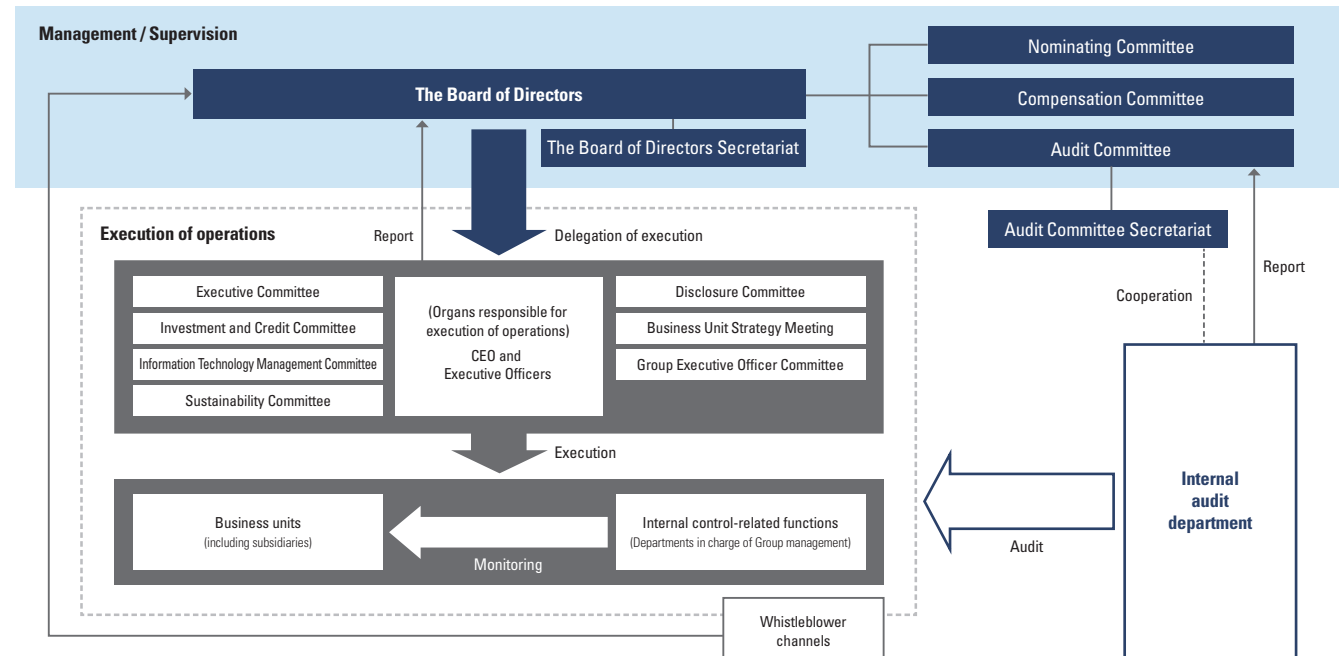 Management / Supervision
Nominating Committee
The Board of Directors
Compensation Committee
The Board of Directors Secretariat
Audit Committee
Execution of operations
Report
Delegation of execution
Audit Committee Secretariat
Cooperation
Report
Executive Committee
Investment and Credit Committee
Information Technology Management Committee
Sustainability Committee
(Organs responsible for
execution of operations)
CEO and
Executive Officers
Disclosure Committee
Business Unit Strategy Meeting
Group Executive Officer Committee
Execution
Business units
(including subsidiaries)
Monitoring
Internal control-related functions
(Departments in charge of Group management)
Audit
Internal
audit
department
Whistleblower
channels